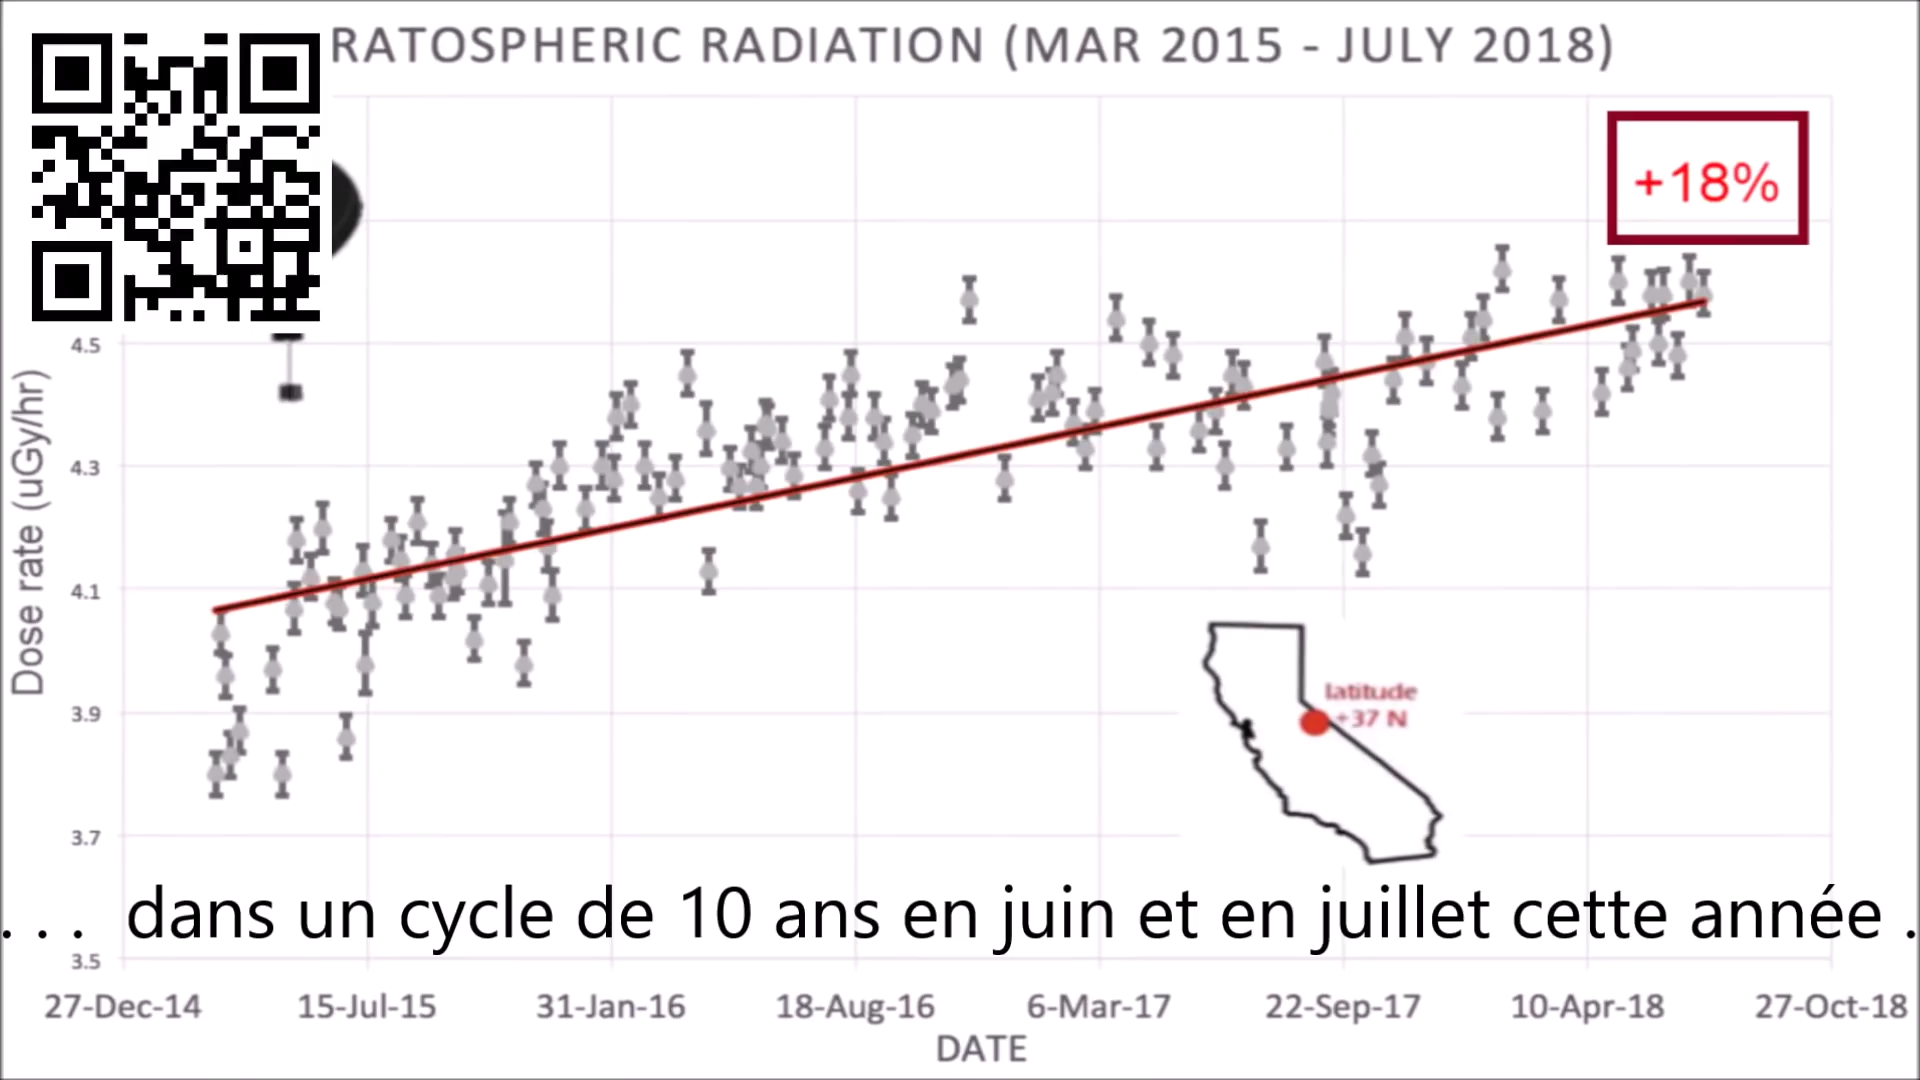 RATOSPHERIC RADIATION (MAR 2015 - JULY 2018)
+18%
Dose rate (uGy/hr)
4.5
4.3
4.1
3.9
3.7
3.5
latitude
+37 N
. . . dans un cycle de 10 ans en juin et en juillet cette année .
27-Dec-14 15-Jul-15 31-Jan-16 18-Aug-16 6-Mar-17 22-Sep-17 10-Apr-18 27-Oct-18
DATE